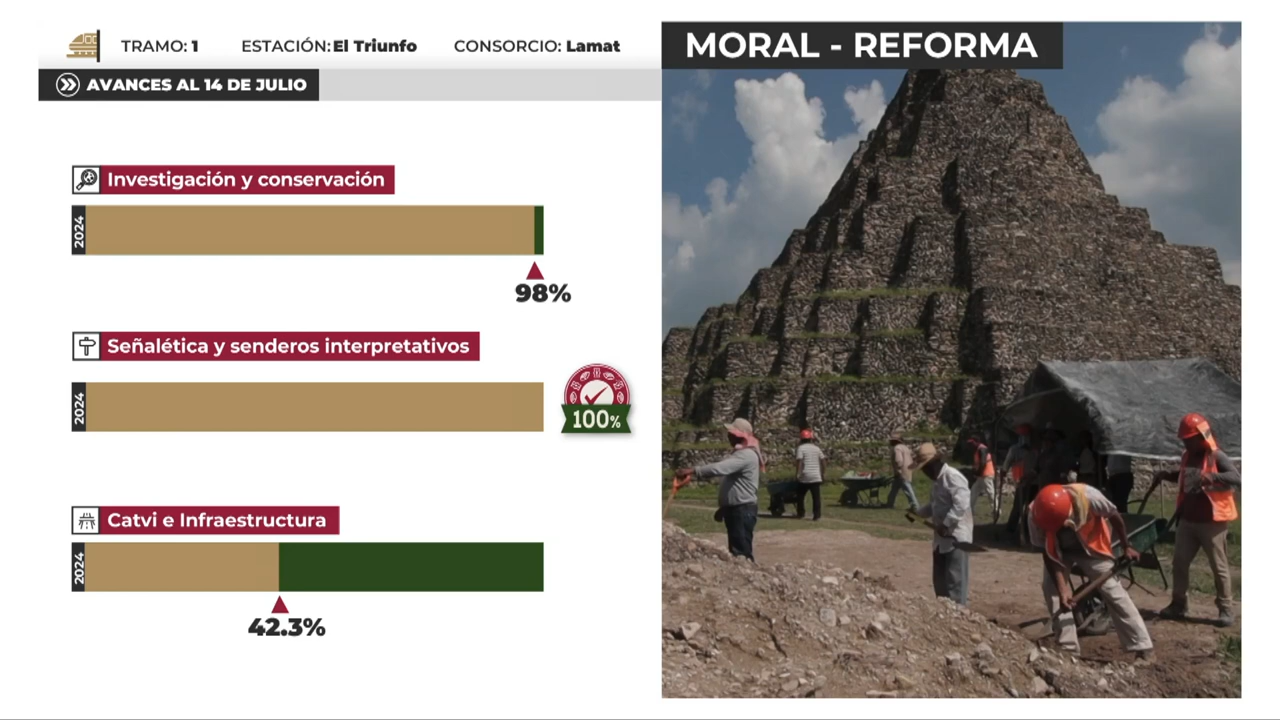 TRAMO: 1 ESTACIÓN: El Triunfo CONSORCIO: Lamat
AVANCES AL 14 DE JULIO
MORAL - REFORMA
Investigación y conservación
2024
98%
Señalética y senderos interpretativos
2024
100%
Catvi e Infraestructura
2024
42.3%